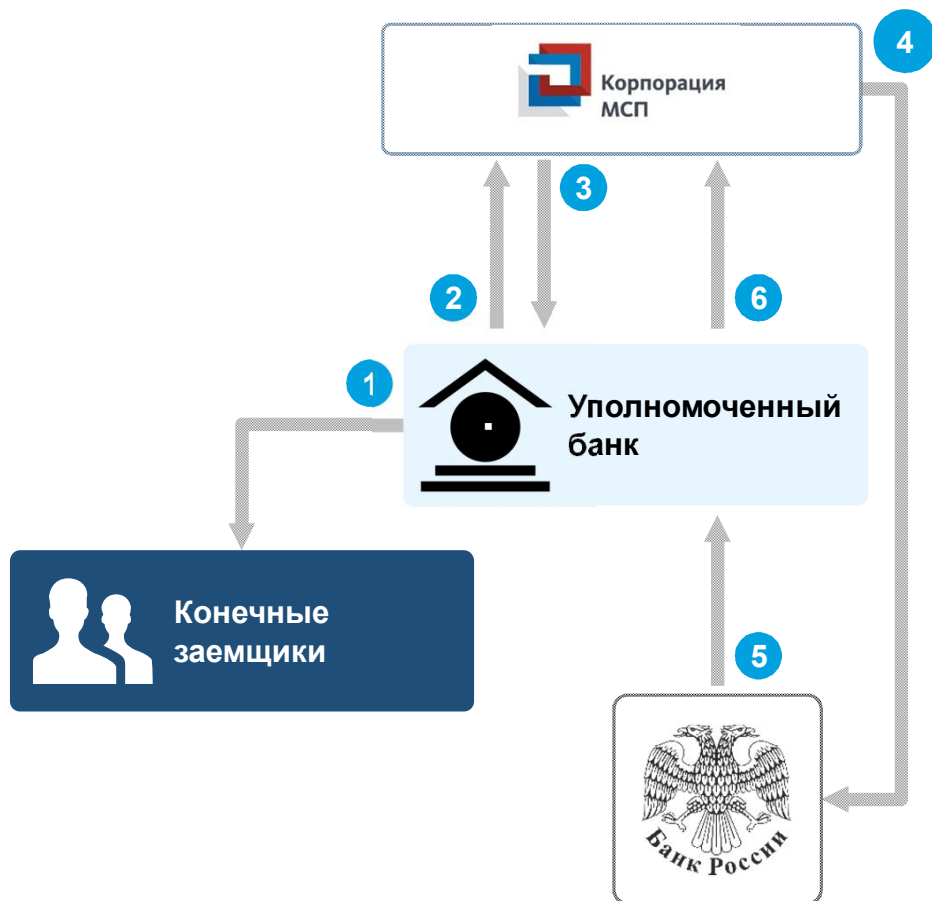 4
Корпорация
МСП
3
2
6
1
Уполномоченный
банк
Конечные
заемщики
5
Банк России